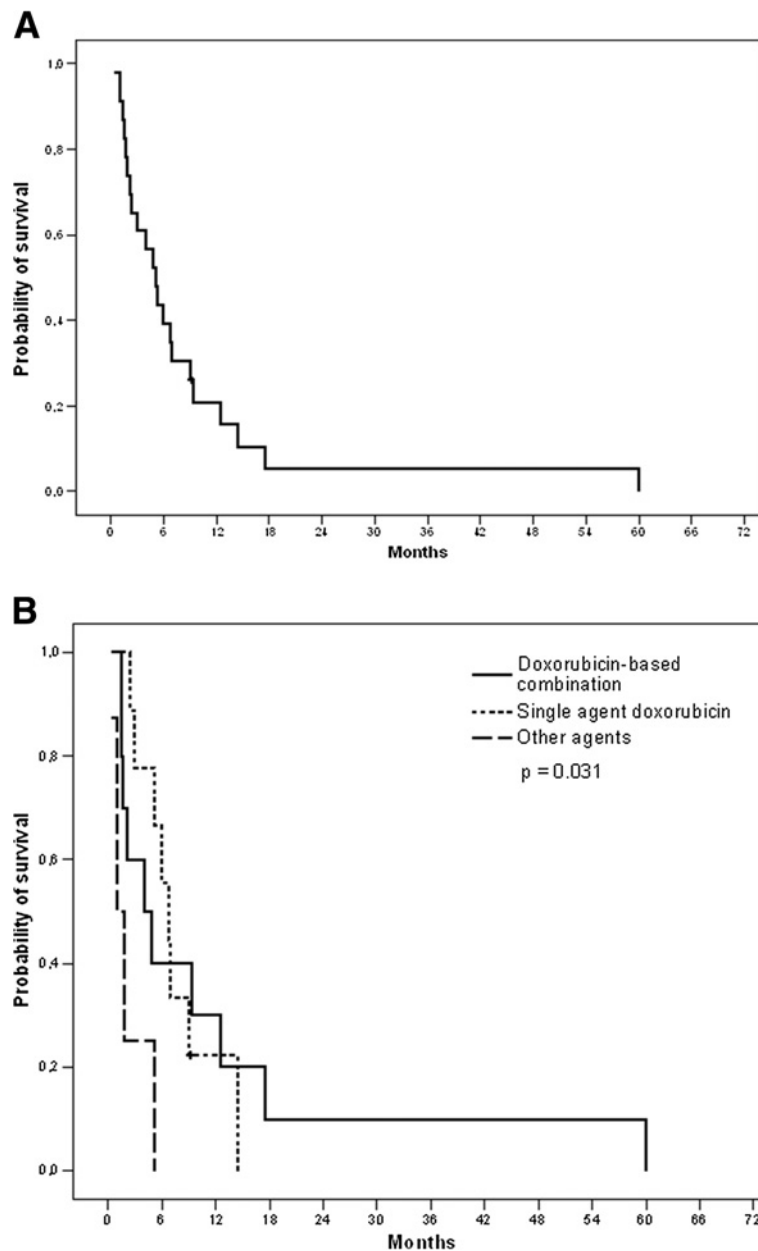 A
Probability of survival
1,0
0,8
0,6
0,4
0,2
0,0
0 6 12 18 24 30 36 42 48 54 60 66 72
Months
B
Probability of survival
1,0
0,8
0,6
0,4
0,2
0,0
Doxorubicin-based
combination
Single agent doxorubicin
Other agents
p = 0.031
0 6 12 18 24 30 36 42 48 54 60 66 72
Months